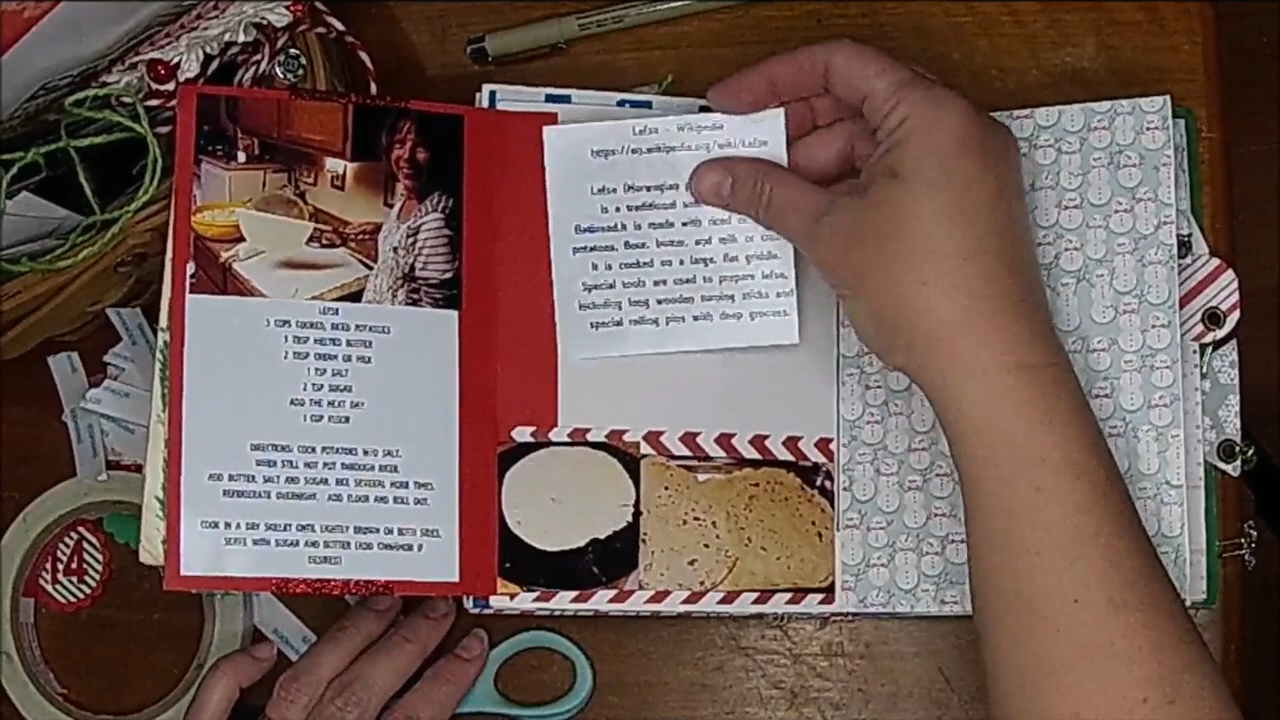 LEFSE
3 CUPS COOKED, RICED POTATOES
3 TBSP MELTED BUTTER
2 TBSP CREAM OR MILK
1 TSP SALT
2 TSP SUGAR
ADD THE NEXT DAY
1 CUP FLOUR
DIRECTIONS: COOK POTATOES W/O SALT.
WHEN STILL HOT PUT THROUGH RICER.
ADD BUTTER, SALT AND SUGAR. RICE SEVERAL MORE TIMES.
REFRIGERATE OVERNIGHT. ADD FLOUR AND ROLL OUT.
COOK IN A DRY SKILLET UNTIL LIGHTLY BROWN ON BOTH SIDES.
SERVE WITH SUGAR AND BUTTER (ADD CINNAMON IF
DESIRED)
Lefse - Wikipedia
https://en.wikipedia.org/wiki/Lefse
Lefse (Norwegian
is a traditional
flatbread. It is made with riced
potatoes, flour, butter, and milk or
It is cooked on a large, flat griddle.
Special tools are used to prepare lefse,
including long wooden turning sticks and
special rolling pins with deep grooves.
14